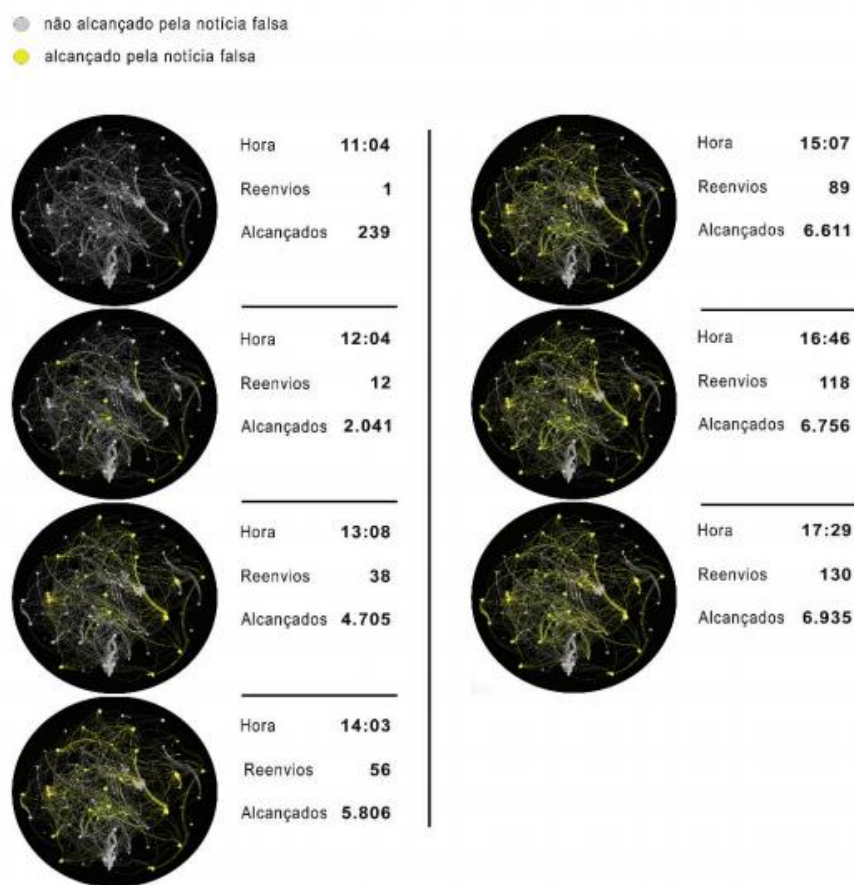 não alcançado pela notícia falsa
alcançado pela notícia falsa
Hora 11:04
Reenvios 1
Alcançados 239
Hora 12:04
Reenvios 12
Alcançados 2.041
Hora 13:08
Reenvios 38
Alcançados 4.705
Hora 14:03
Reenvios 56
Alcançados 5.806
Hora 15:07
Reenvios 89
Alcançados 6.611
Hora 16:46
Reenvios 118
Alcançados 6.756
Hora 17:29
Reenvios 130
Alcançados 6.935